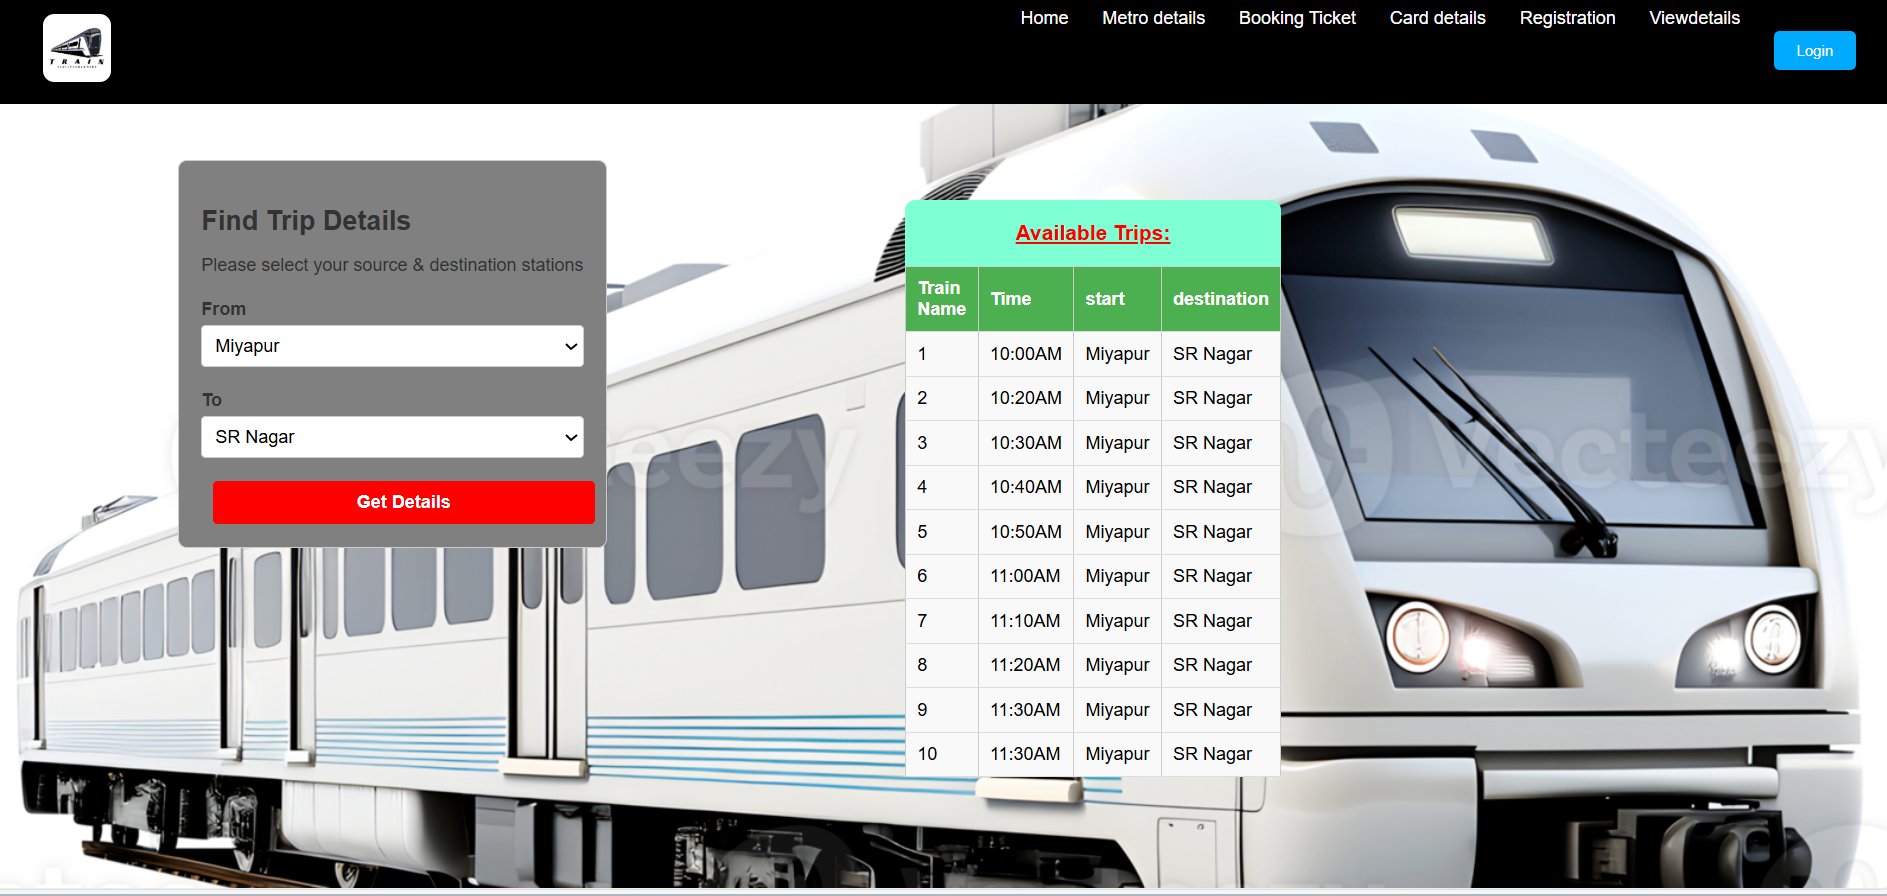 TRAIN
Home Metro details Booking Ticket Card details Registration Viewdetails
Login
Find Trip Details
Please select your source & destination stations
From
Miyapur
To
SR Nagar
Get Details
Available Trips:
Train Name Time start destination
1 10:00AM Miyapur SR Nagar
2 10:20AM Miyapur SR Nagar
3 10:30AM Miyapur SR Nagar
4 10:40AM Miyapur SR Nagar
5 10:50AM Miyapur SR Nagar
6 11:00AM Miyapur SR Nagar
7 11:10AM Miyapur SR Nagar
8 11:20AM Miyapur SR Nagar
9 11:30AM Miyapur SR Nagar
10 11:30AM Miyapur SR Nagar
Vecteezy